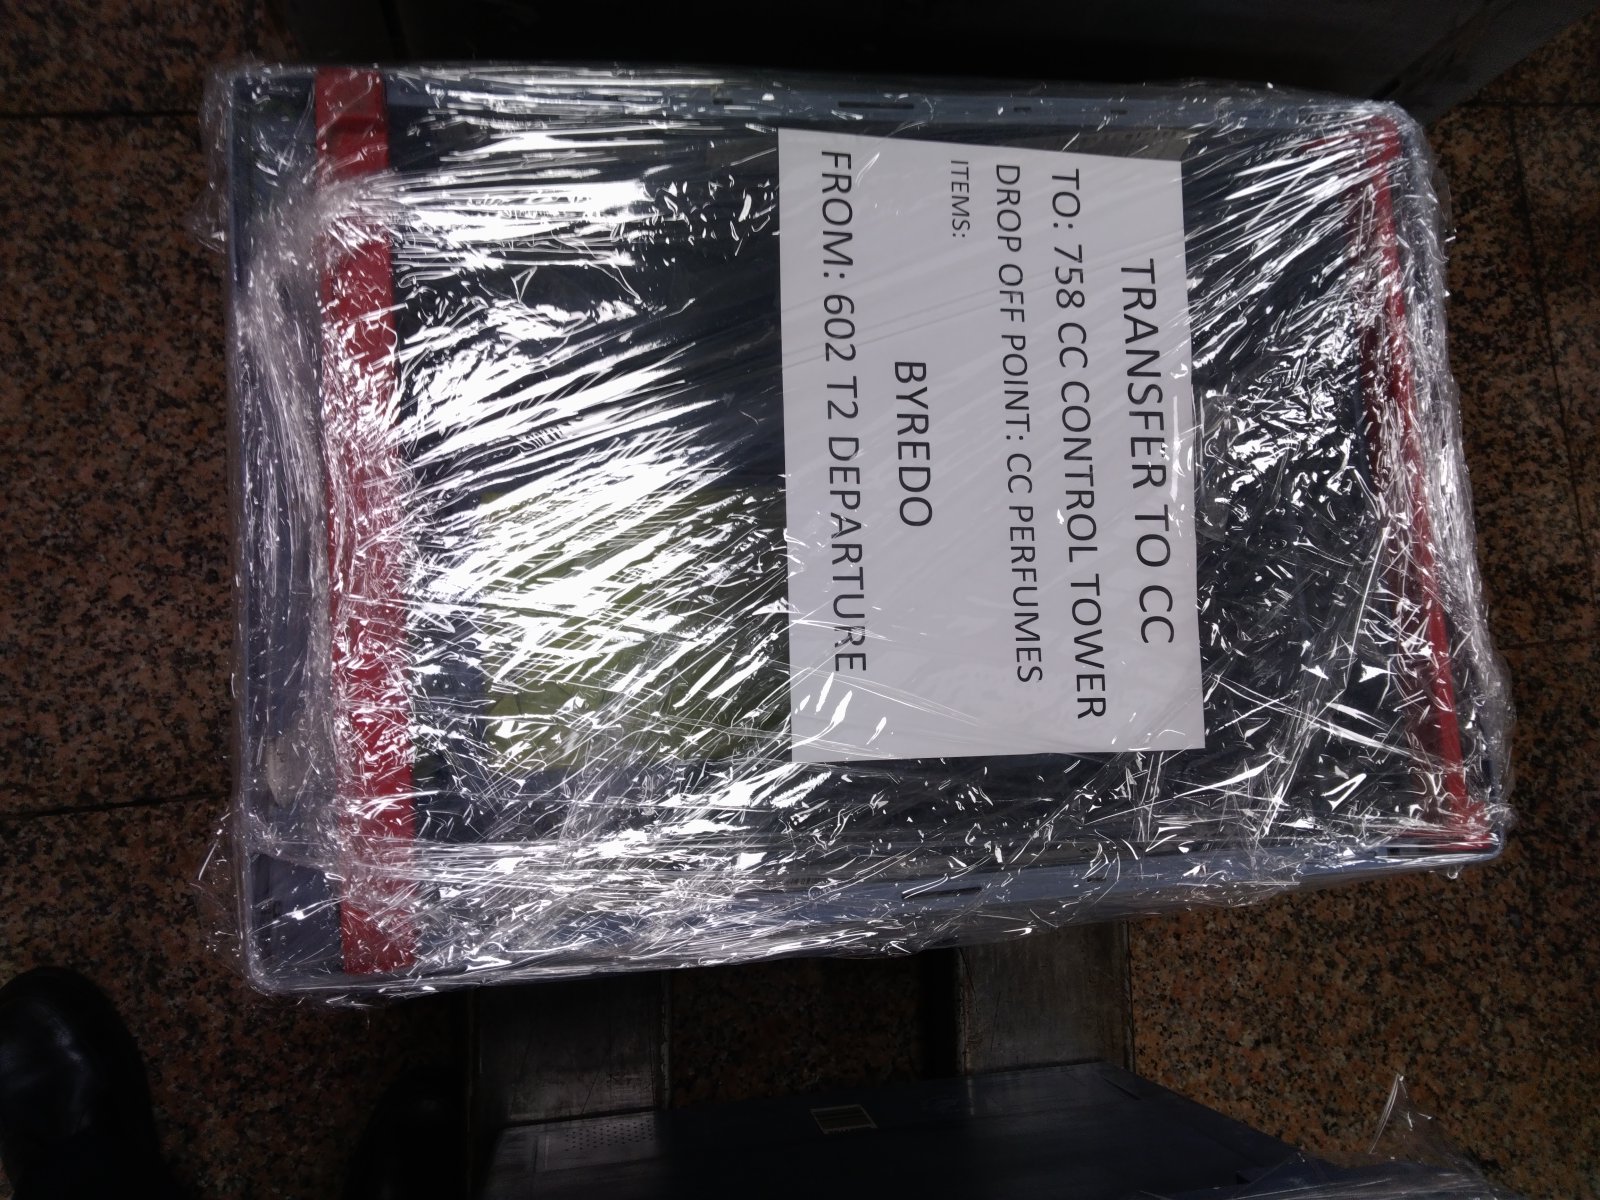 TRANSFER TO CC
TO: 758 CC CONTROL TOWER
DROP OFF POINT: CC PERFUMES
ITEMS:
BYREDO
FROM: 602 T2 DEPARTURE